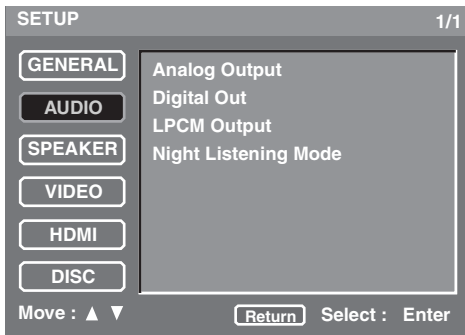 SETUP 1/1
GENERAL
AUDIO
SPEAKER
VIDEO
HDMI
DISC
Analog Output
Digital Out
LPCM Output
Night Listening Mode
Move : ▲ ▼ Return Select : Enter